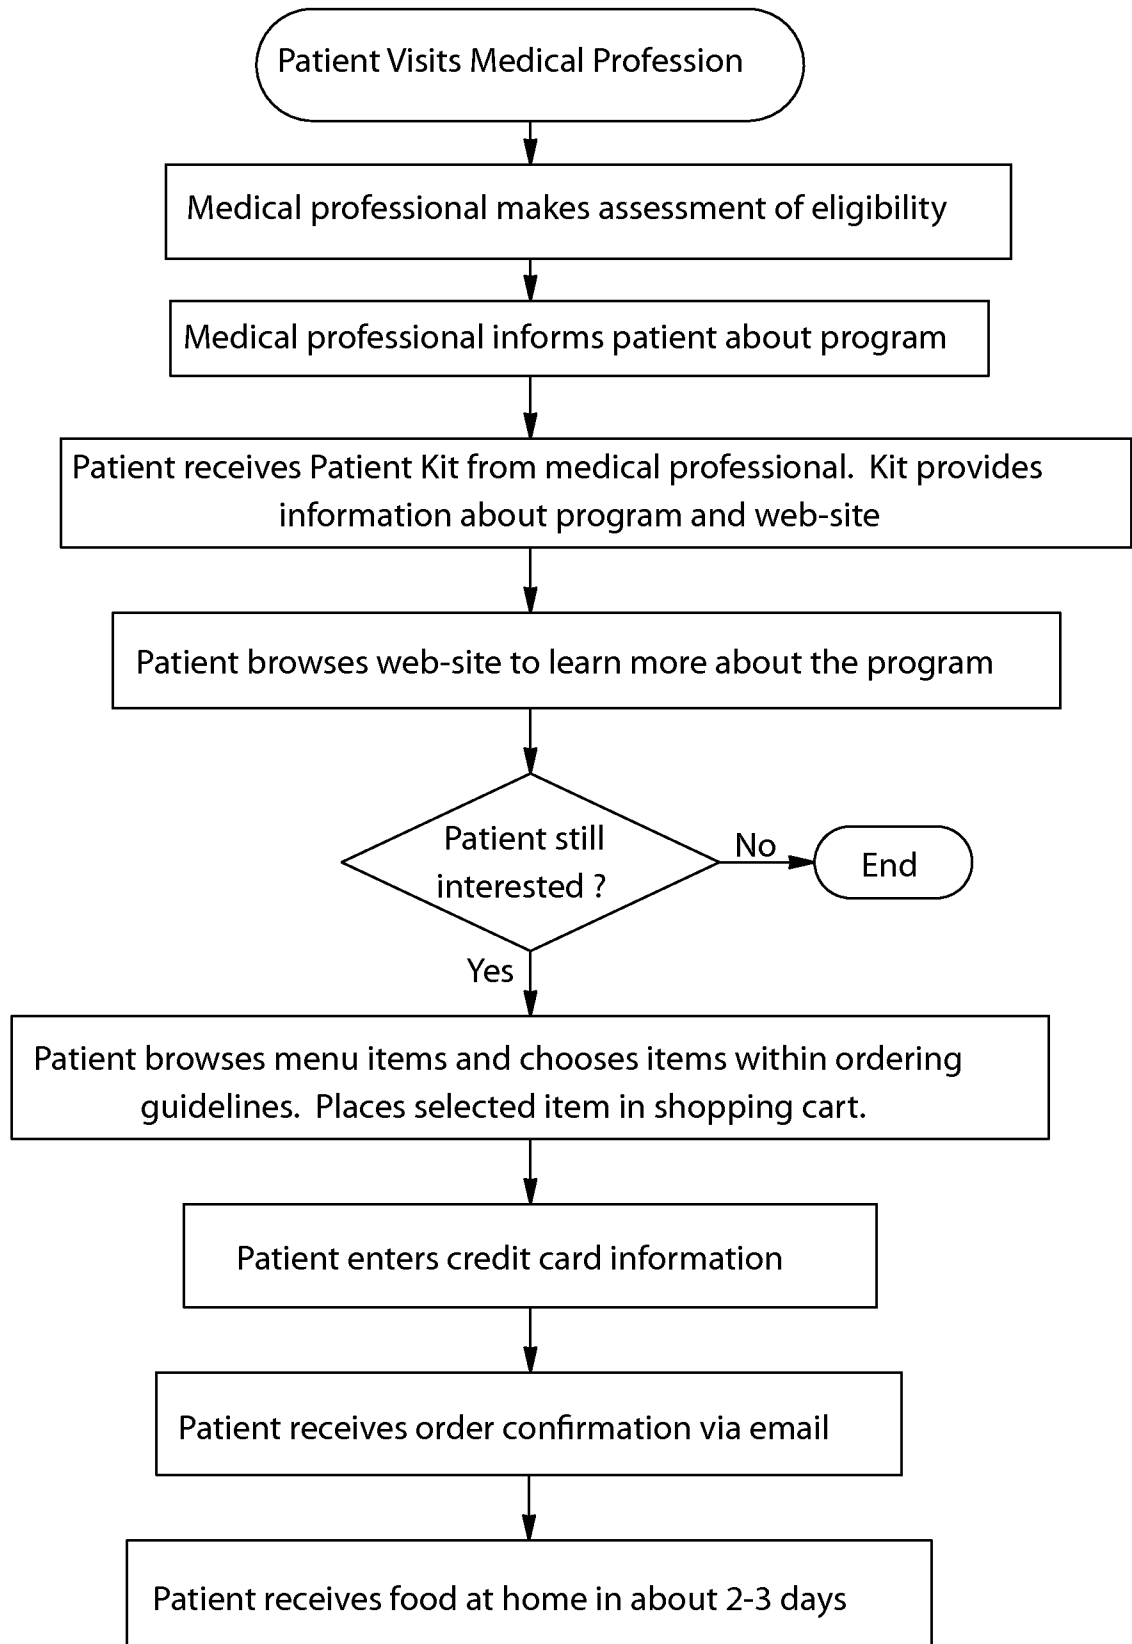 Patient Visits Medical Profession
Medical professional makes assessment of eligibility
Medical professional informs patient about program
Patient receives Patient Kit from medical professional.  Kit provides
information about program and web-site
Patient browses web-site to learn more about the program
Patient still
interested ?
No
End
Yes
Patient browses menu items and chooses items within ordering
guidelines.  Places selected item in shopping cart.
Patient enters credit card information
Patient receives order confirmation via email
Patient receives food at home in about 2-3 days